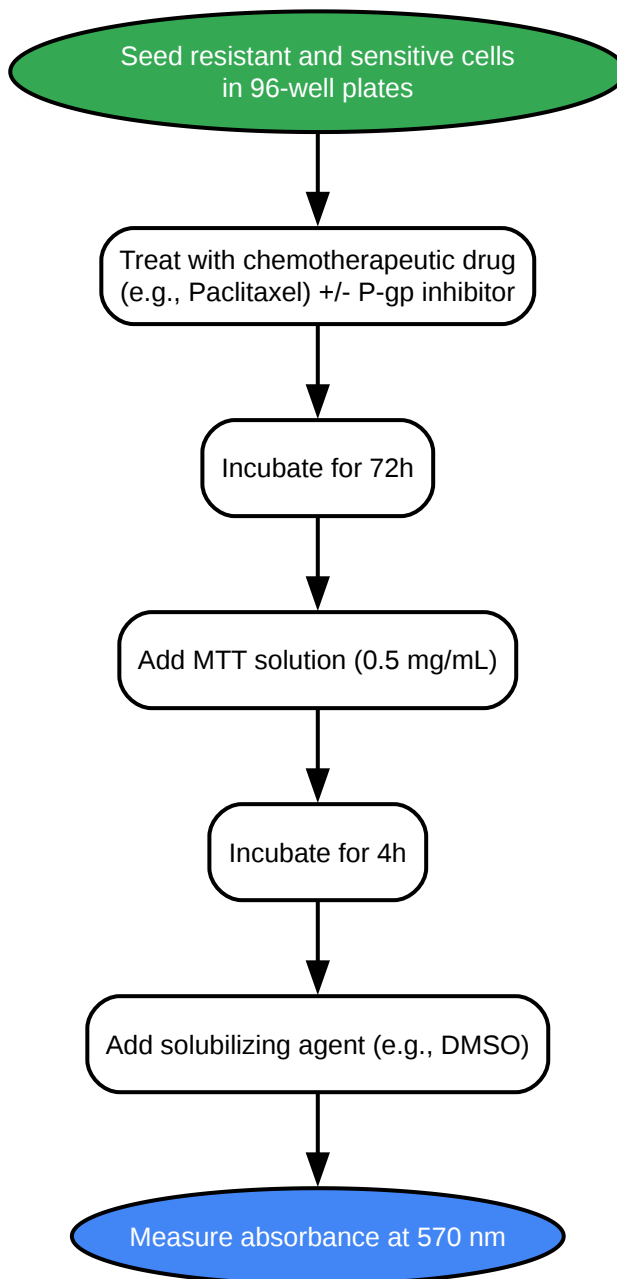 Seed resistant and sensitive cells
in 96-well plates
Treat with chemotherapeutic drug
(e.g., Paclitaxel) +/- P-gp inhibitor
Incubate for 72h
Add MTT solution (0.5 mg/mL)
Incubate for 4h
Add solubilizing agent (e.g., DMSO)
Measure absorbance at 570 nm